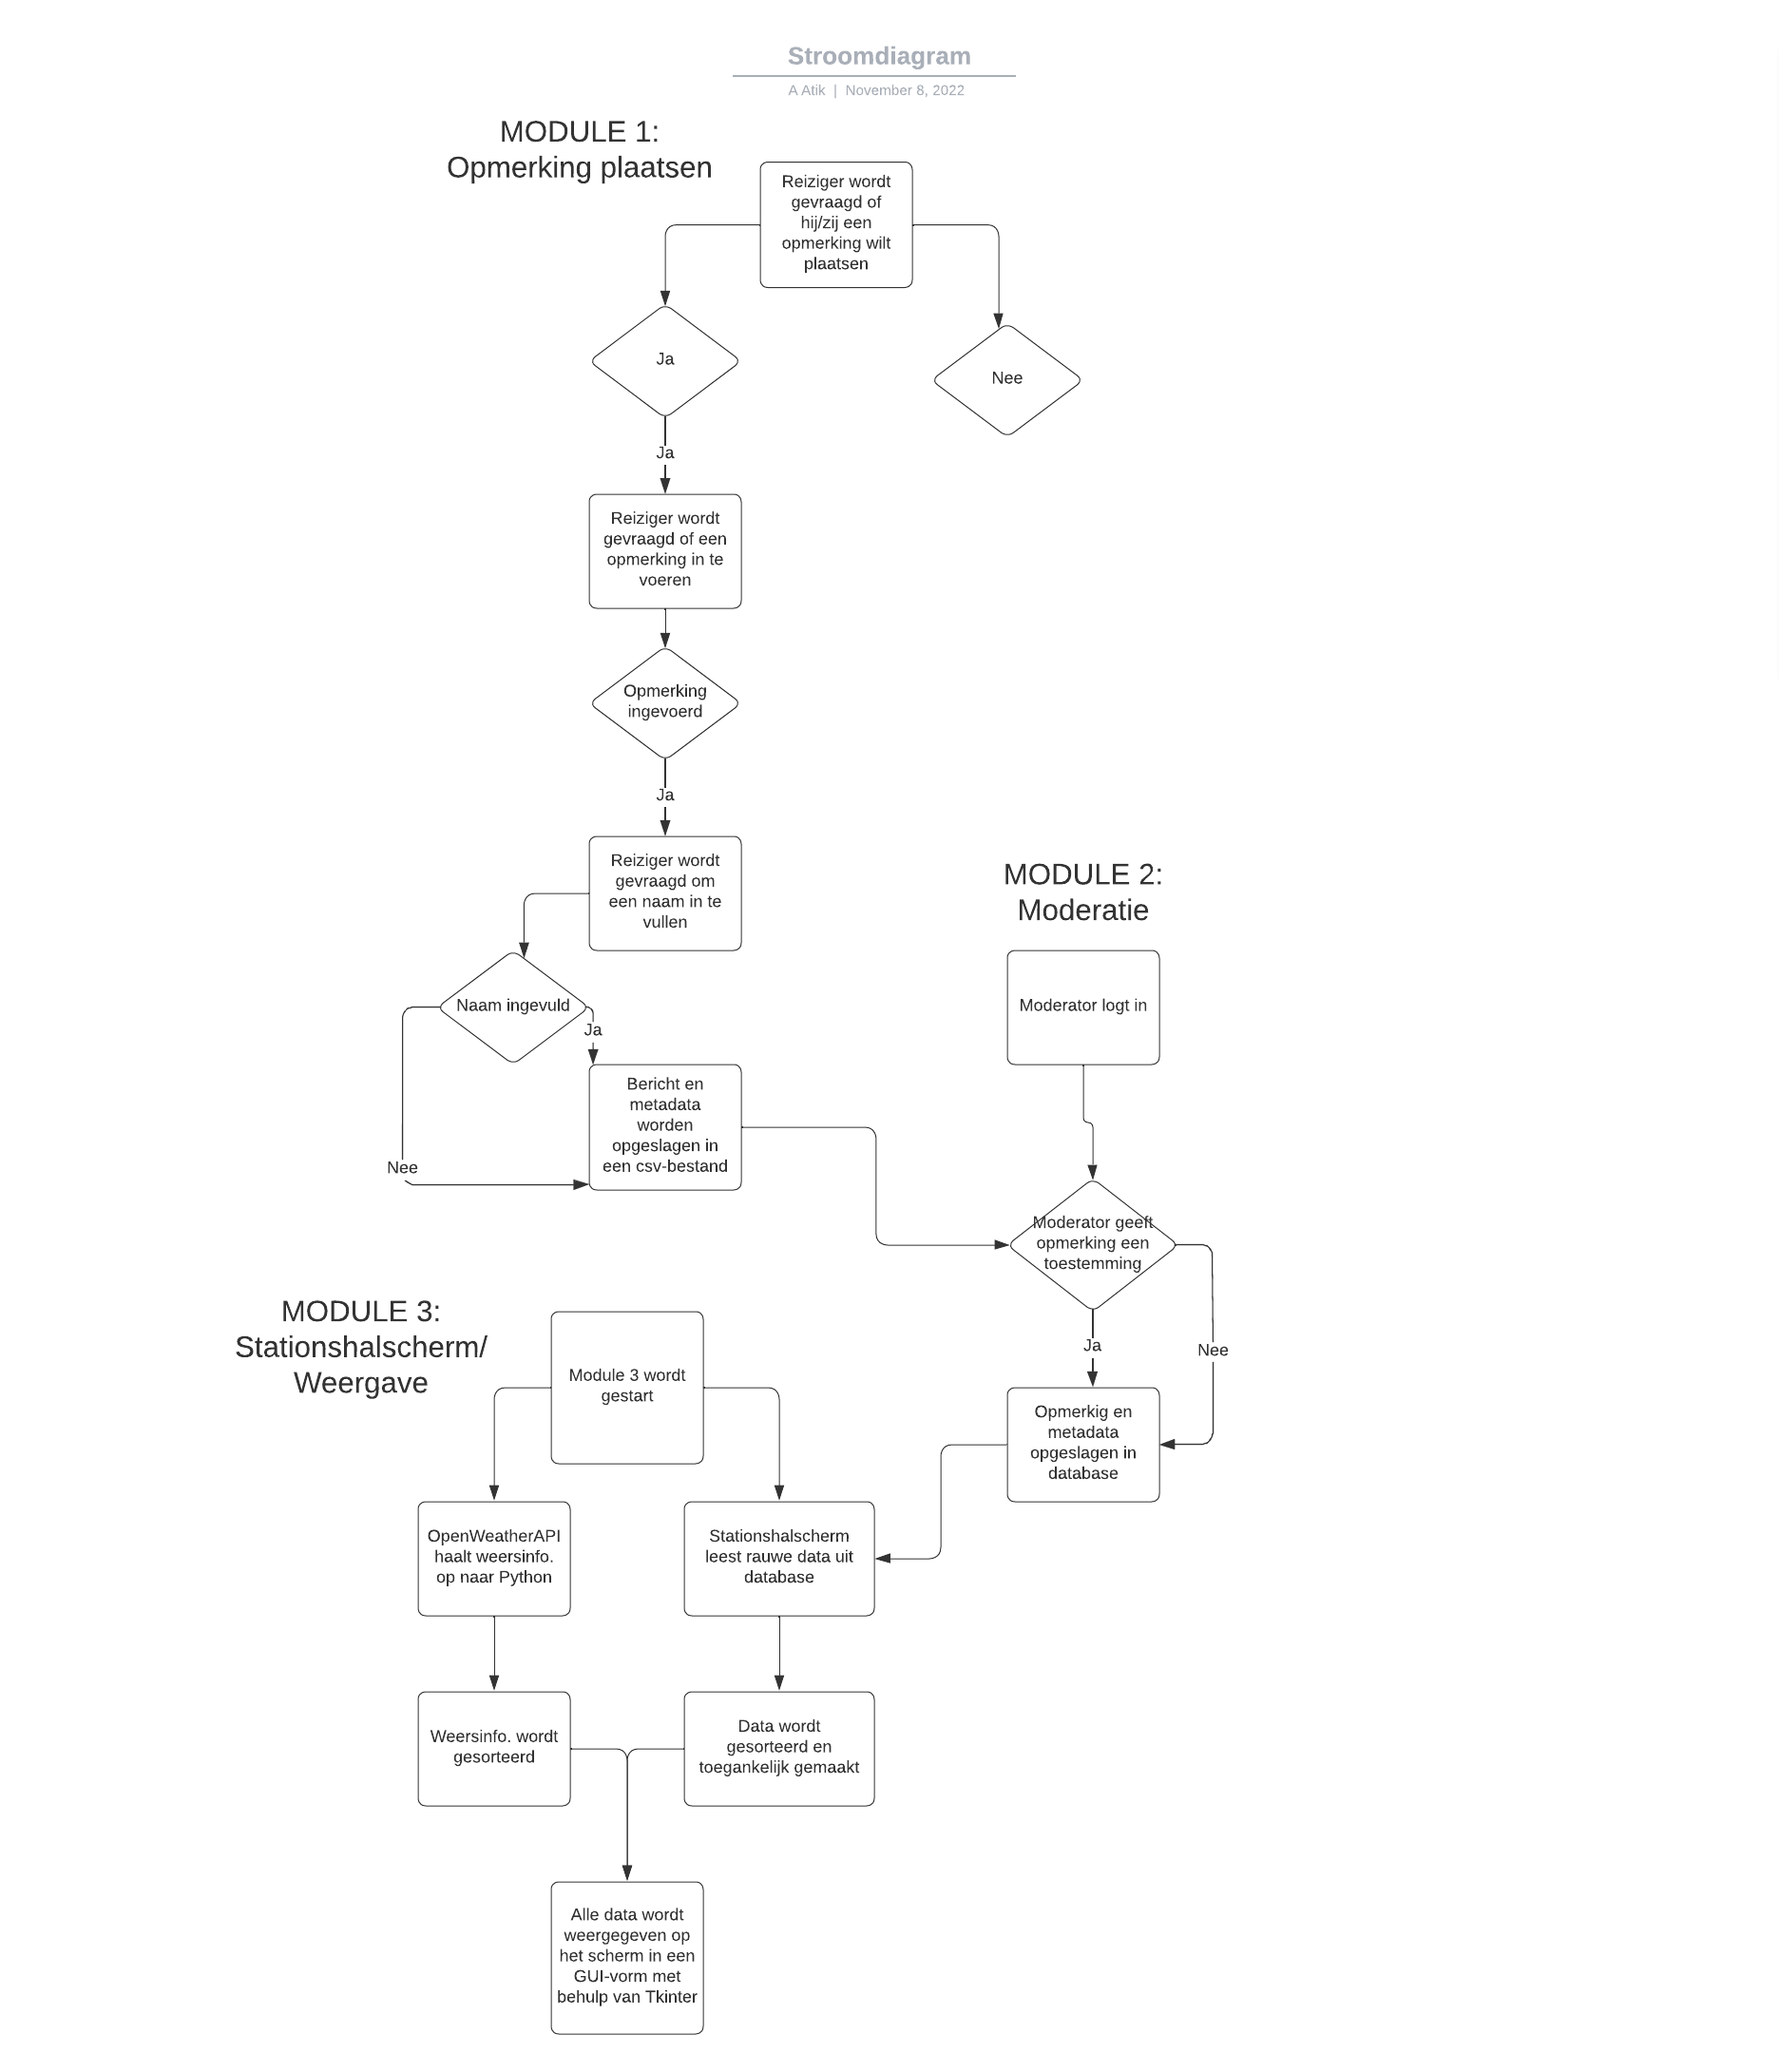 Stroomdiagram
A Atik | November 8, 2022
MODULE 1:
Opmerking plaatsen
Reiziger wordt
gevraagd of
hij/zij een
opmerking wilt
plaatsen
Ja
Nee
Ja
Reiziger wordt
gevraagd of een
opmerking in te
voeren
Opmerking
ingevoerd
Ja
Reiziger wordt
gevraagd om
een naam in te
vullen
Naam ingevuld
Ja
Nee
Bericht en
metadata
worden
opgeslagen in
een csv-bestand
MODULE 2:
Moderatie
Moderator logt in
Moderator geeft
opmerking een
toestemming
Ja
Nee
Opmerkig en
metadata
opgeslagen in
database
MODULE 3:
Stationshalscherm/
Weergave
Module 3 wordt
gestart
OpenWeatherAPI
haalt weersinfo.
op naar Python
Stationshalscherm
leest rauwe data uit
database
Weersinfo. wordt
gesorteerd
Data wordt
gesorteerd en
toegankelijk gemaakt
Alle data wordt
weergegeven op
het scherm in een
GUI-vorm met
behulp van Tkinter